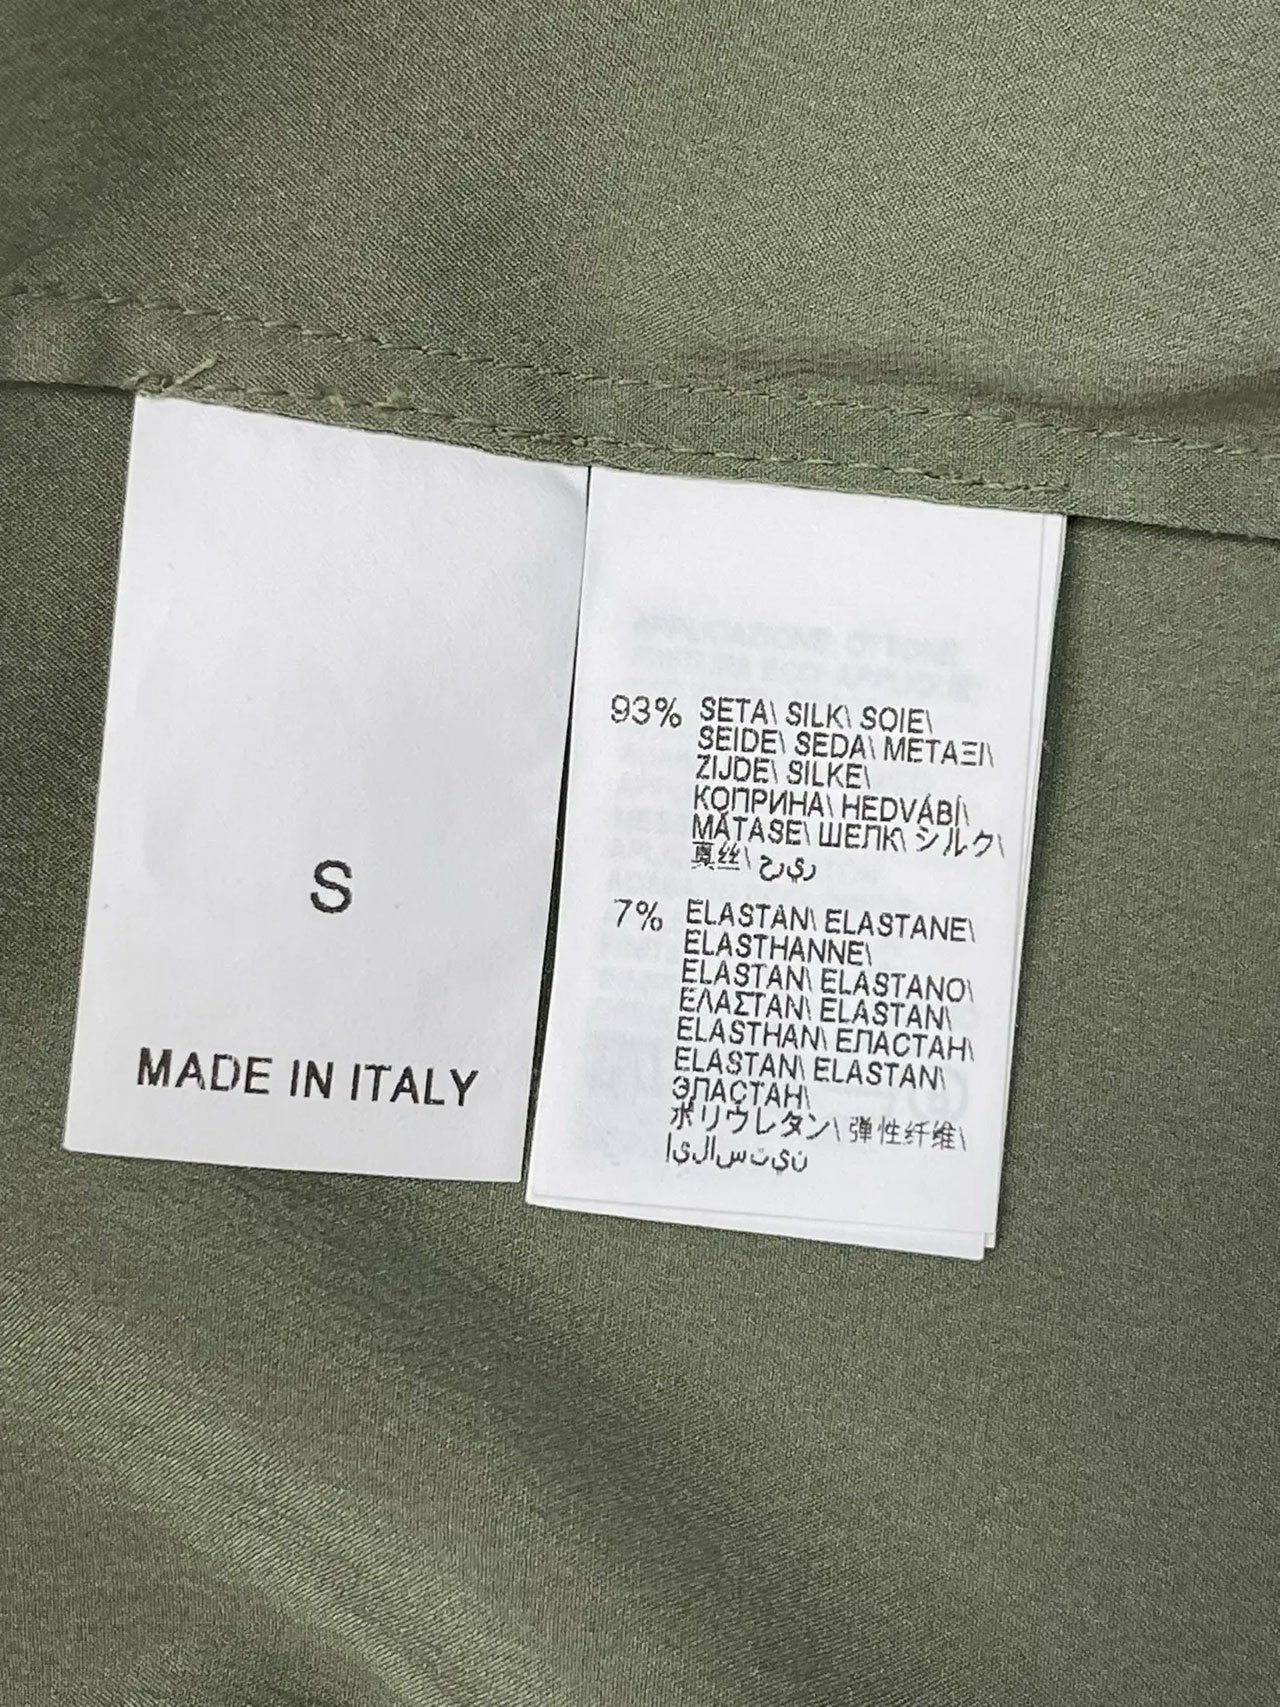 S
MADE IN ITALY
93% SETA\ SILK\ SOIE\
SEIDE\ SEDA\ ΜΕΤΑΞΙ\
ZIJDE\ SILKE\
КОПРИНА\ HEDVÁBÍ\
MĂTASE\ ШЕЛК\ シルク\
真丝\ حرير
7% ELASTAN\ ELASTANE\
ELASTHANNE\
ELASTAN\ ELASTANO\
ΕΛΑΣΤΑΝ\ ELASTAN\
ELASTHAN\ ЕЛАСТАН\
ELASTAN\ ELASTAN\
ЭЛАСТАН\
ポリウレタン\ 弹性纤维\
إيلاستين